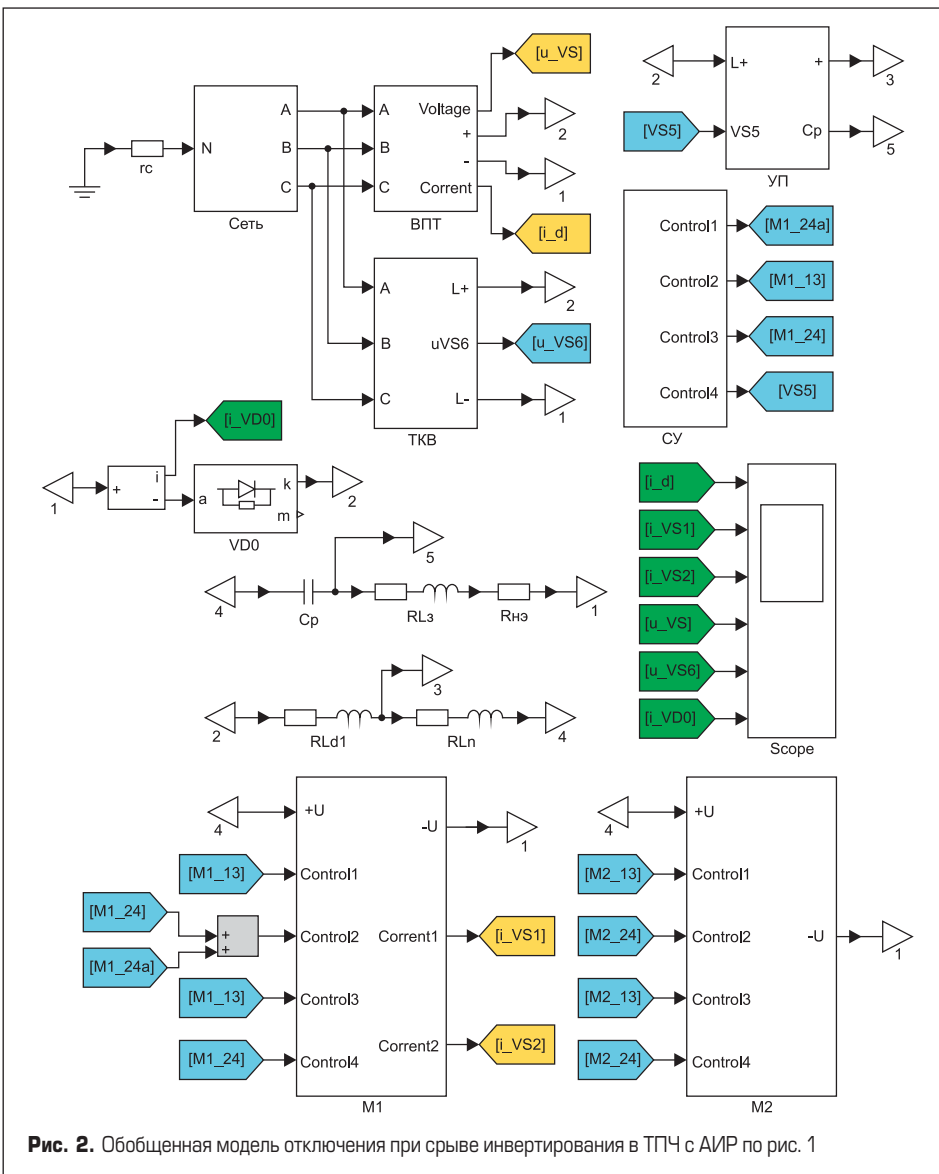 [u_VS]
N
A
B
C
rc
Сеть
A
B
C
Voltage
+
-
Corrent
ВПТ
2
1
[i_d]
A
B
C
L+
uVS6
L-
ТКВ
2
[u_VS6]
1
2
L+
[VS5]
VS5
+
Cp
УП
3
5
Control1
Control2
Control3
Control4
СУ
[M1_24a]
[M1_13]
[M1_24]
[VS5]
[i_VD0]
1
+
i
-
a
k
m
VD0
2
5
4
Cp
RLз
Rнэ
1
3
2
RLd1
RLn
4
[i_d]
[i_VS1]
[i_VS2]
[u_VS]
[u_VS6]
[i_VD0]
Scope
4
+U
-U
1
[M1_13]
Control1
[M1_24]
[M1_24a]
+
+
Control2
Corrent1
[i_VS1]
[M1_13]
Control3
[M1_24]
Control4
Corrent2
[i_VS2]
M1
4
+U
[M2_13]
Control1
[M2_24]
Control2
-U
1
[M2_13]
Control3
[M2_24]
Control4
M2
Рис. 2. Обобщенная модель отключения при срыве инвертирования в ТПЧ с АИР по рис. 1